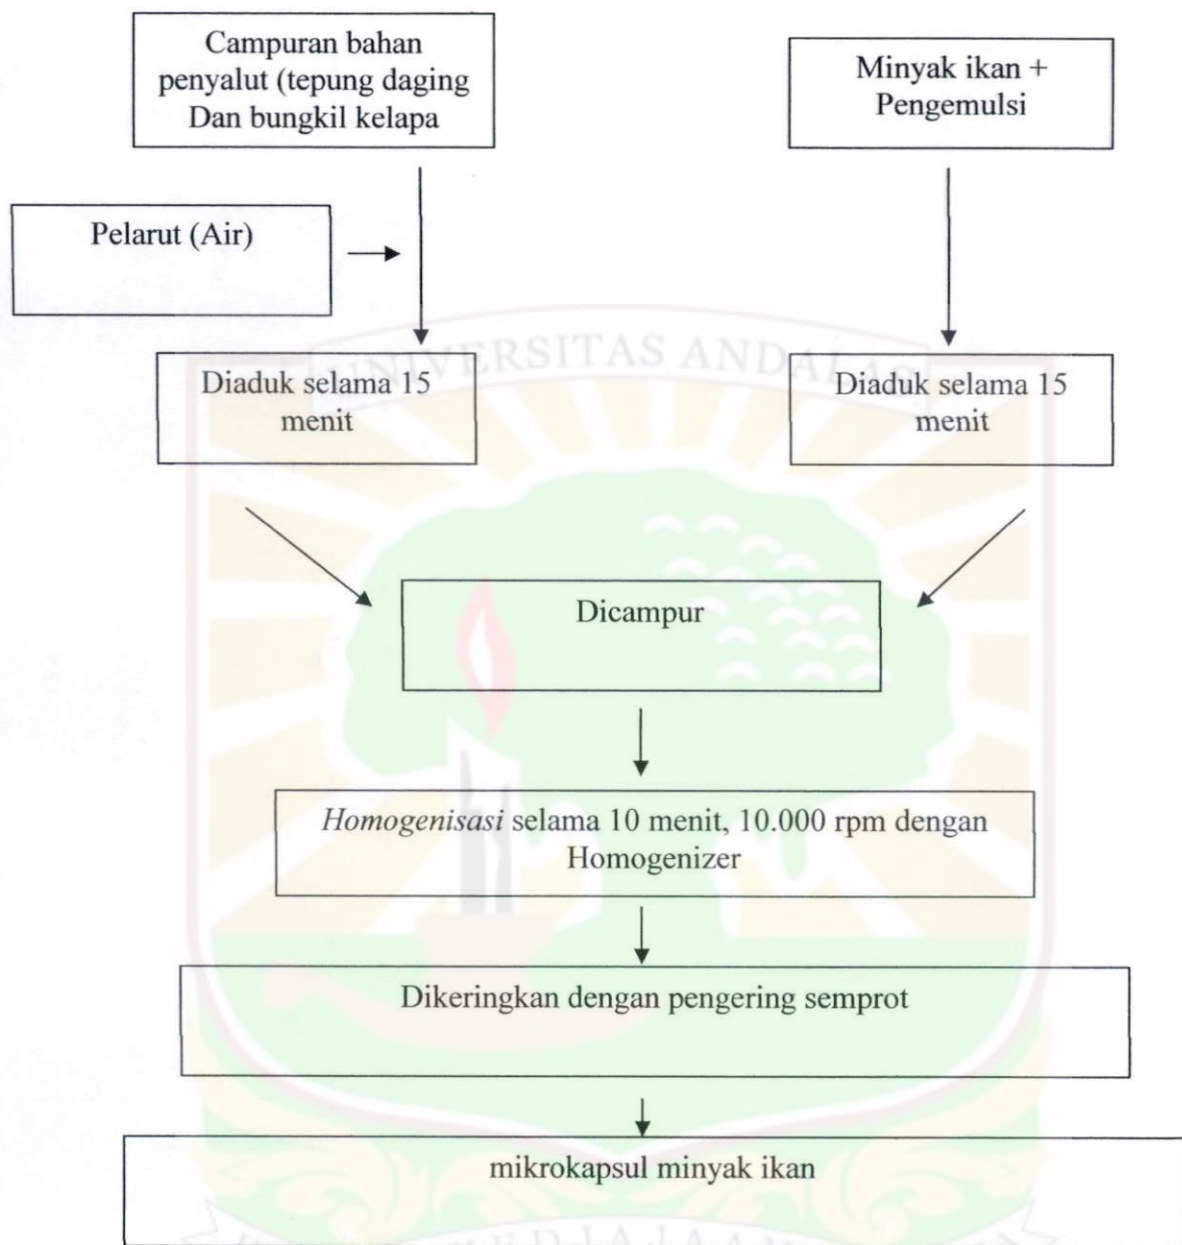 Campuran bahan
penyalut (tepung daging
Dan bungkil kelapa
Minyak ikan +
Pengemulsi
Pelarut (Air)
UNIVERSITAS ANDALAS
Diaduk selama 15
menit
Diaduk selama 15
menit
Dicampur
Homogenisasi selama 10 menit, 10.000 rpm dengan
Homogenizer
Dikeringkan dengan pengering semprot
mikrokapsul minyak ikan